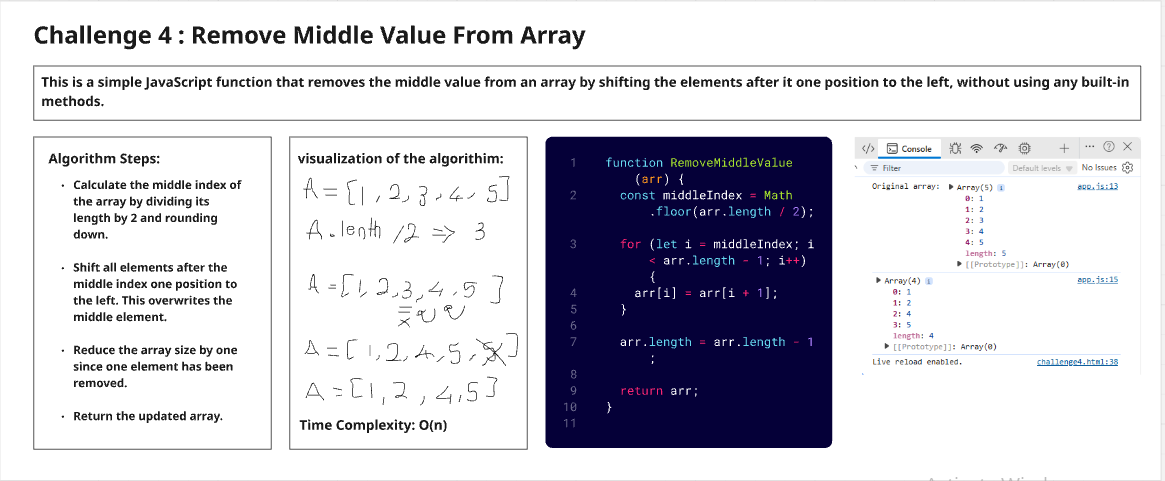 Challenge 4 : Remove Middle Value From Array
This is a simple JavaScript function that removes the middle value from an array by shifting the elements after it one position to the left, without using any built-in
methods.
Algorithm Steps:
· Calculate the middle index of
the array by dividing its
length by 2 and rounding
down.
· Shift all elements after the
middle index one position to
the left. This overwrites the
middle element.
· Reduce the array size by one
since one element has been
removed.
· Return the updated array.
visualization of the algorithim:
A = [1, 2, 3, 4, 5]
A.lenth /2 => 3
A = [1, 2, 3, 4, 5 ]
x
A = [ 1, 2, 4, 5, 5 ]
A = [1, 2, 4, 5 ]
Time Complexity: O(n)
1 function RemoveMiddleValue
(arr) {
2 const middleIndex = Math
.floor(arr.length / 2);
3 for (let i = middleIndex; i
< arr.length - 1; i++)
{
4 arr[i] = arr[i + 1];
5 }
6
7 arr.length = arr.length - 1
;
8
9 return arr;
10 }
11
</> Console + ... ? ×
Filter Default levels ▼ No Issues
Original array: ▶ Array(5) i app.js:13
0: 1
1: 2
2: 3
3: 4
4: 5
length: 5
▶ [[Prototype]]: Array(0)
▶ Array(4) i app.js:15
0: 1
1: 2
2: 4
3: 5
length: 4
▶ [[Prototype]]: Array(0)
Live reload enabled. challenge4.html:38